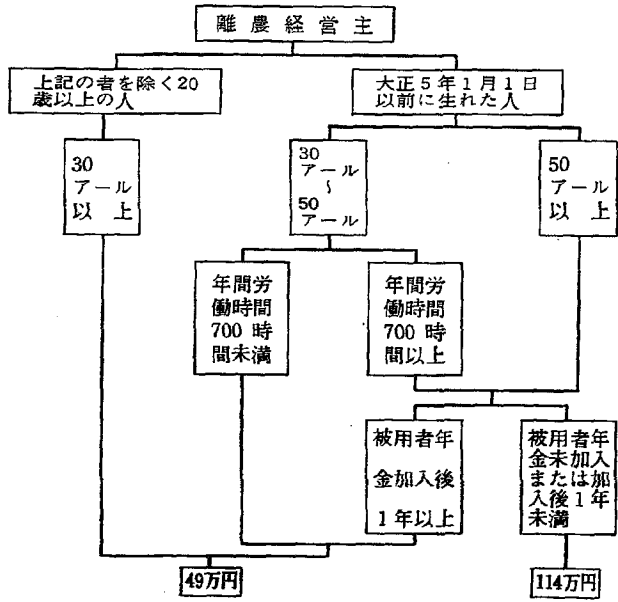 離農経営主
上記の者を除く20
歳以上の人
大正5年1月1日
以前に生れた人
30
アール
以上
30
アール
〜
50
アール
50
アール
以上
年間労
働時間
700時
間未満
年間労
働時間
700時
間以上
被用者年
金加入後
1年以上
被用者年
金未加入
または加
入後1年
未満
49万円
114万円